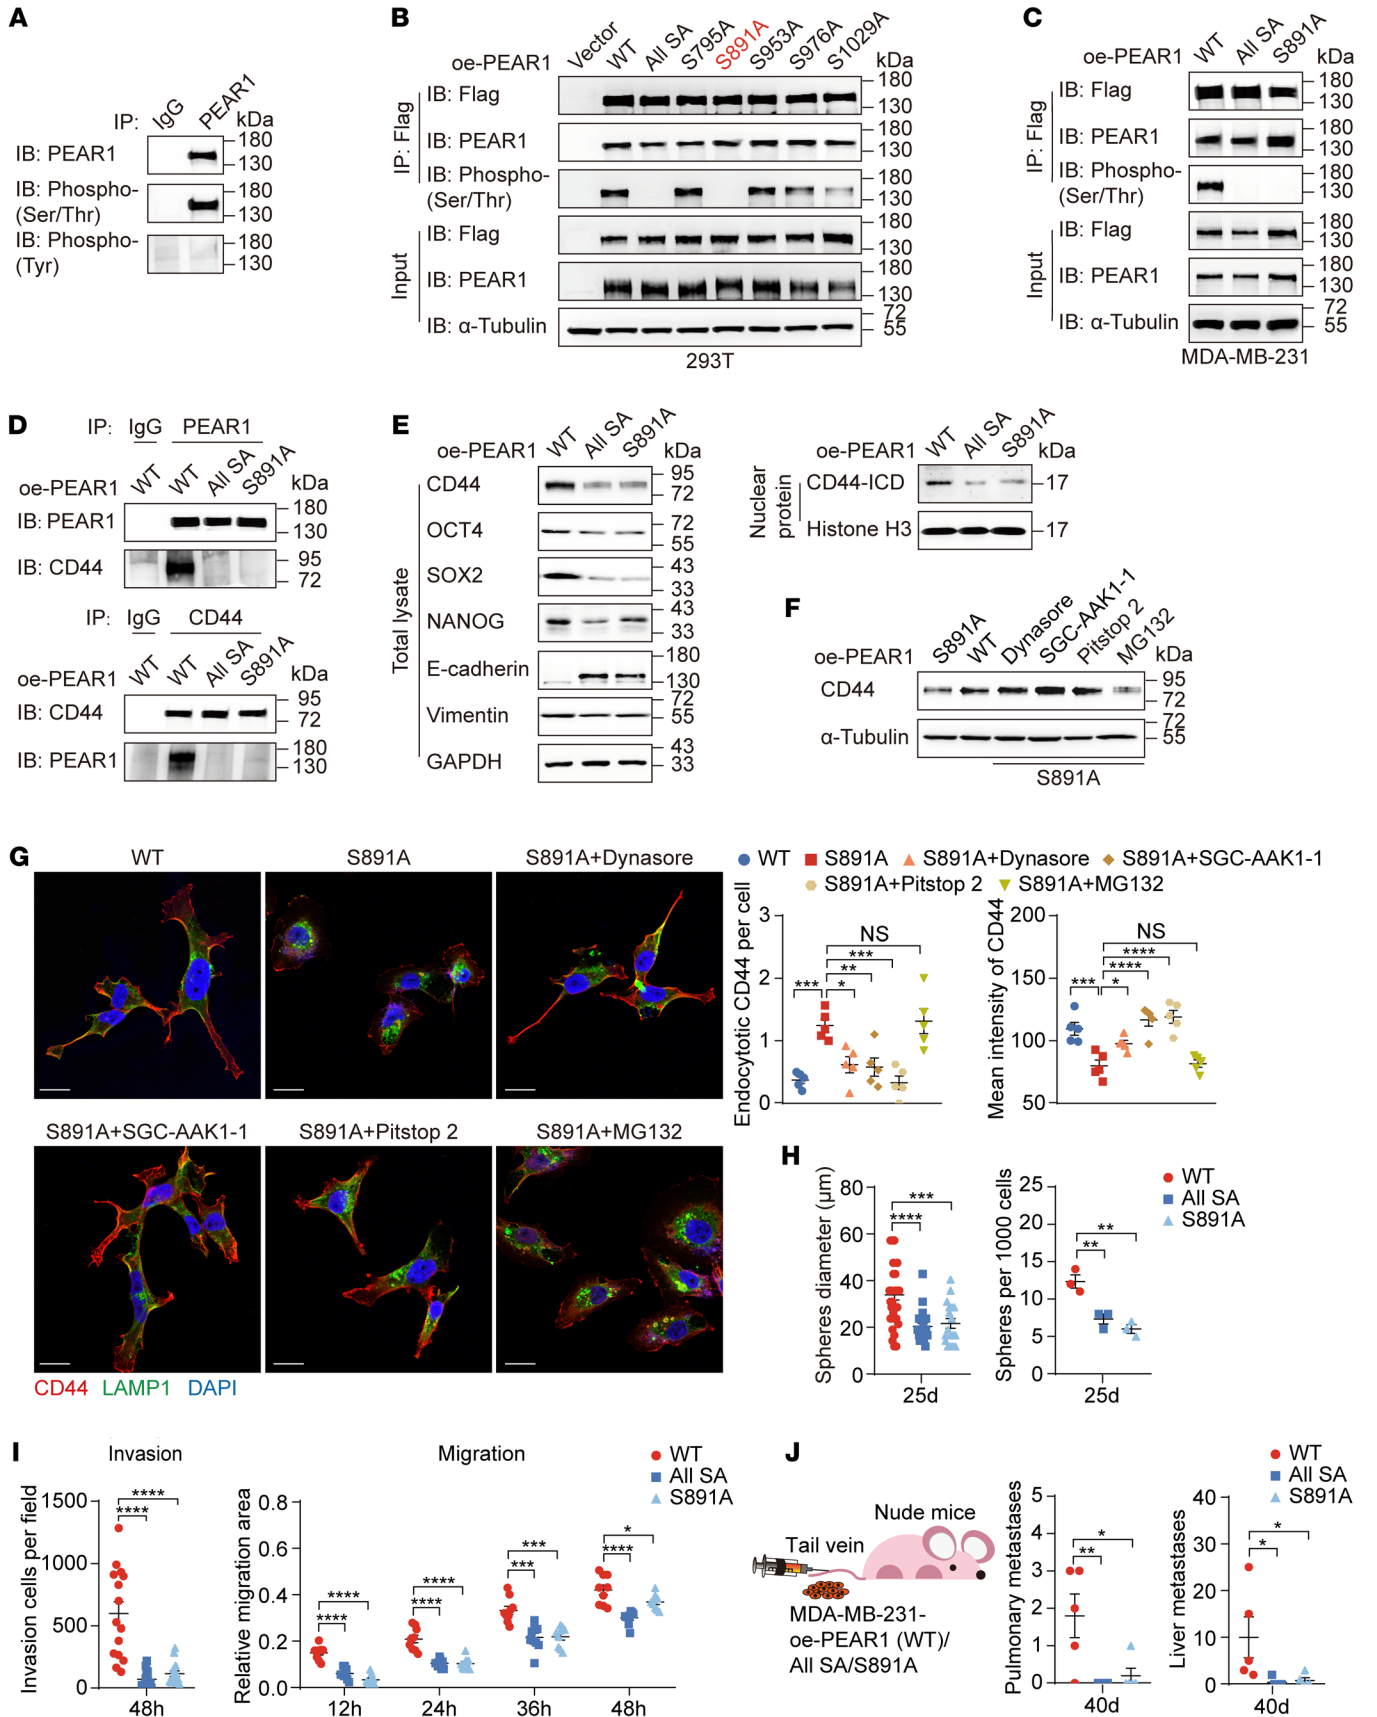 A
IP: IgG PEAR1 kDa
IB: PEAR1 180 130
IB: Phospho-(Ser/Thr) 180 130
IB: Phospho-(Tyr) 180 130
B
oe-PEAR1 Vector WT All SA S795A S891A S953A S976A S1029A kDa
IP: Flag
IB: Flag 180 130
IB: PEAR1 180 130
IB: Phospho-(Ser/Thr) 180 130
Input
IB: Flag 180 130
IB: PEAR1 180 130
IB: α-Tubulin 72 55
293T
C
oe-PEAR1 WT All SA S891A kDa
IP: Flag
IB: Flag 180 130
IB: PEAR1 180 130
IB: Phospho-(Ser/Thr) 180 130
Input
IB: Flag 180 130
IB: PEAR1 180 130
IB: α-Tubulin 72 55
MDA-MB-231
D
IP: IgG PEAR1
oe-PEAR1 WT WT All SA S891A kDa
IB: PEAR1 180 130
IB: CD44 95 72
IP: IgG CD44
oe-PEAR1 WT WT All SA S891A kDa
IB: CD44 95 72
IB: PEAR1 180 130
E
oe-PEAR1 WT All SA S891A kDa
Total lysate
CD44 95 72
OCT4 72 55
SOX2 43 33
NANOG 43 33
E-cadherin 180 130
Vimentin 72 55
GAPDH 43 33
oe-PEAR1 WT All SA S891A kDa
Nuclear protein
CD44-ICD 17
Histone H3 17
F
oe-PEAR1 S891A WT Dynasore SGC-AAK1-1 Pitstop 2 MG132 kDa
CD44 95 72
α-Tubulin 72 55
S891A
G
WT S891A S891A+Dynasore
S891A+SGC-AAK1-1 S891A+Pitstop 2 S891A+MG132
CD44 LAMP1 DAPI
WT S891A S891A+Dynasore S891A+SGC-AAK1-1
S891A+Pitstop 2 S891A+MG132
Endocytotic CD44 per cell
3
2
1
0
*** * ** *** NS
Mean intensity of CD44
200
150
100
50
*** * **** **** NS
H
Spheres diameter (μm)
80
60
40
20
0
**** ***
25d
Spheres per 1000 cells
25
20
15
10
5
0
** **
25d
WT
All SA
S891A
I
Invasion
Invasion cells per field
1500
1000
500
0
**** ****
48h
Migration
Relative migration area
0.8
0.6
0.4
0.2
0.0
**** **** **** **** *** *** **** *
12h 24h 36h 48h
WT
All SA
S891A
J
Nude mice
Tail vein
MDA-MB-231-
oe-PEAR1 (WT)/
All SA/S891A
Pulmonary metastases
5
4
3
2
1
0
** *
40d
Liver metastases
40
30
20
10
0
* *
40d
WT
All SA
S891A